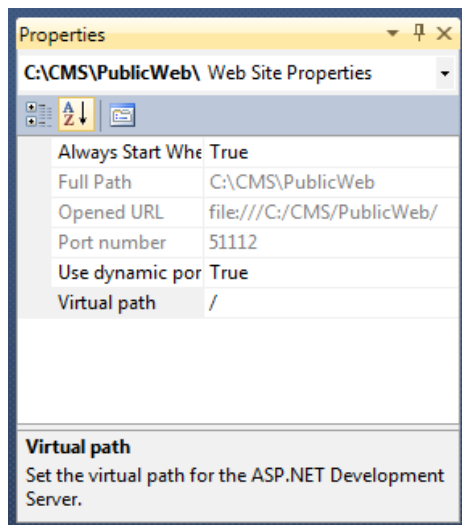 Properties
C:\CMS\PublicWeb\ Web Site Properties
Always Start Whe True
Full Path C:\CMS\PublicWeb
Opened URL file:///C:/CMS/PublicWeb/
Port number 51112
Use dynamic por True
Virtual path /
Virtual path
Set the virtual path for the ASP.NET Development
Server.